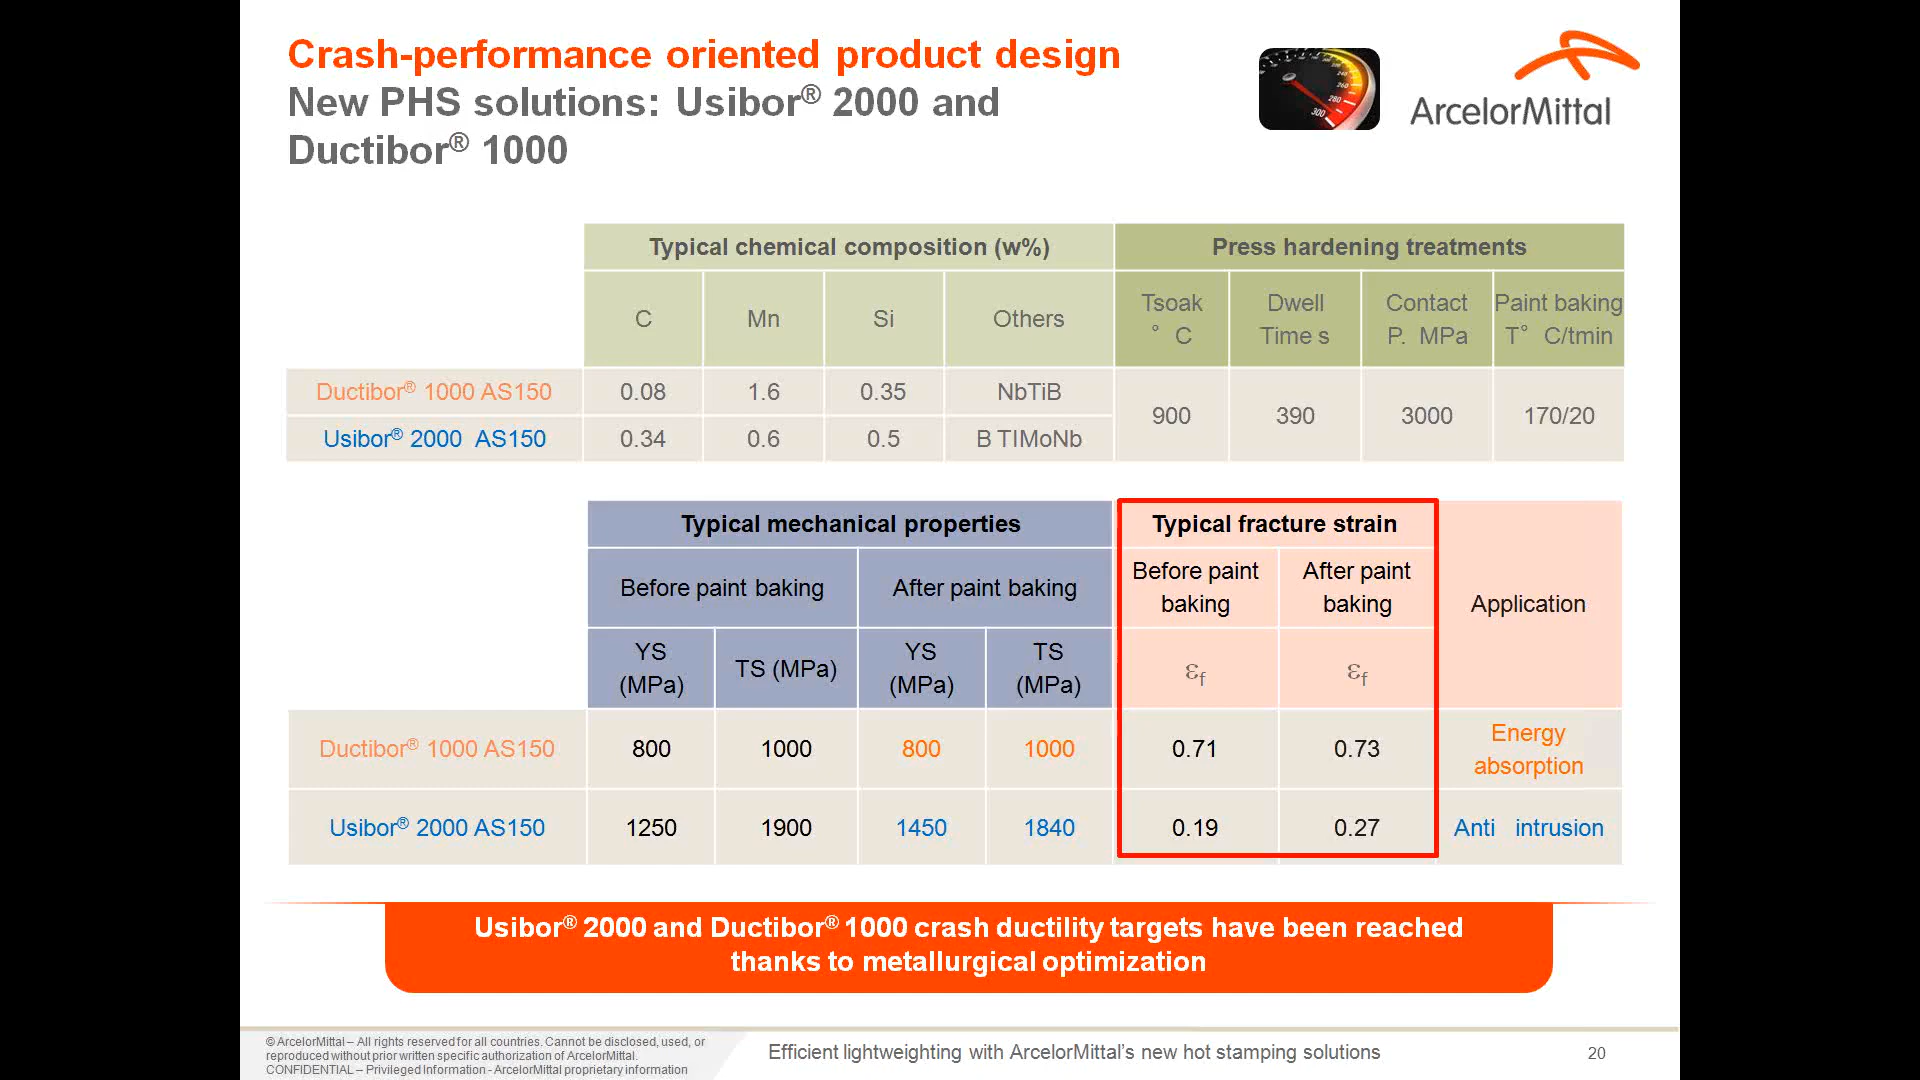 Crash-performance oriented product design
New PHS solutions: Usibor® 2000 and
Ductibor® 1000
ArcelorMittal
Typical chemical composition (w%)
Press hardening treatments
C
Mn
Si
Others
Tsoak
° C
Dwell
Time s
Contact
P. MPa
Paint baking
T° C/tmin
Ductibor® 1000 AS150
0.08
1.6
0.35
NbTiB
900
390
3000
170/20
Usibor® 2000 AS150
0.34
0.6
0.5
B TIMoNb
Typical mechanical properties
Typical fracture strain
Application
Before paint baking
After paint baking
Before paint
baking
After paint
baking
YS
(MPa)
TS (MPa)
YS
(MPa)
TS
(MPa)
εf
εf
Ductibor® 1000 AS150
800
1000
800
1000
0.71
0.73
Energy
absorption
Usibor® 2000 AS150
1250
1900
1450
1840
0.19
0.27
Anti intrusion
Usibor® 2000 and Ductibor® 1000 crash ductility targets have been reached
thanks to metallurgical optimization
© ArcelorMittal – All rights reserved for all countries. Cannot be disclosed, used, or
reproduced without prior written specific authorization of ArcelorMittal.
CONFIDENTIAL – Privileged Information - ArcelorMittal proprietary information
Efficient lightweighting with ArcelorMittal's new hot stamping solutions
20